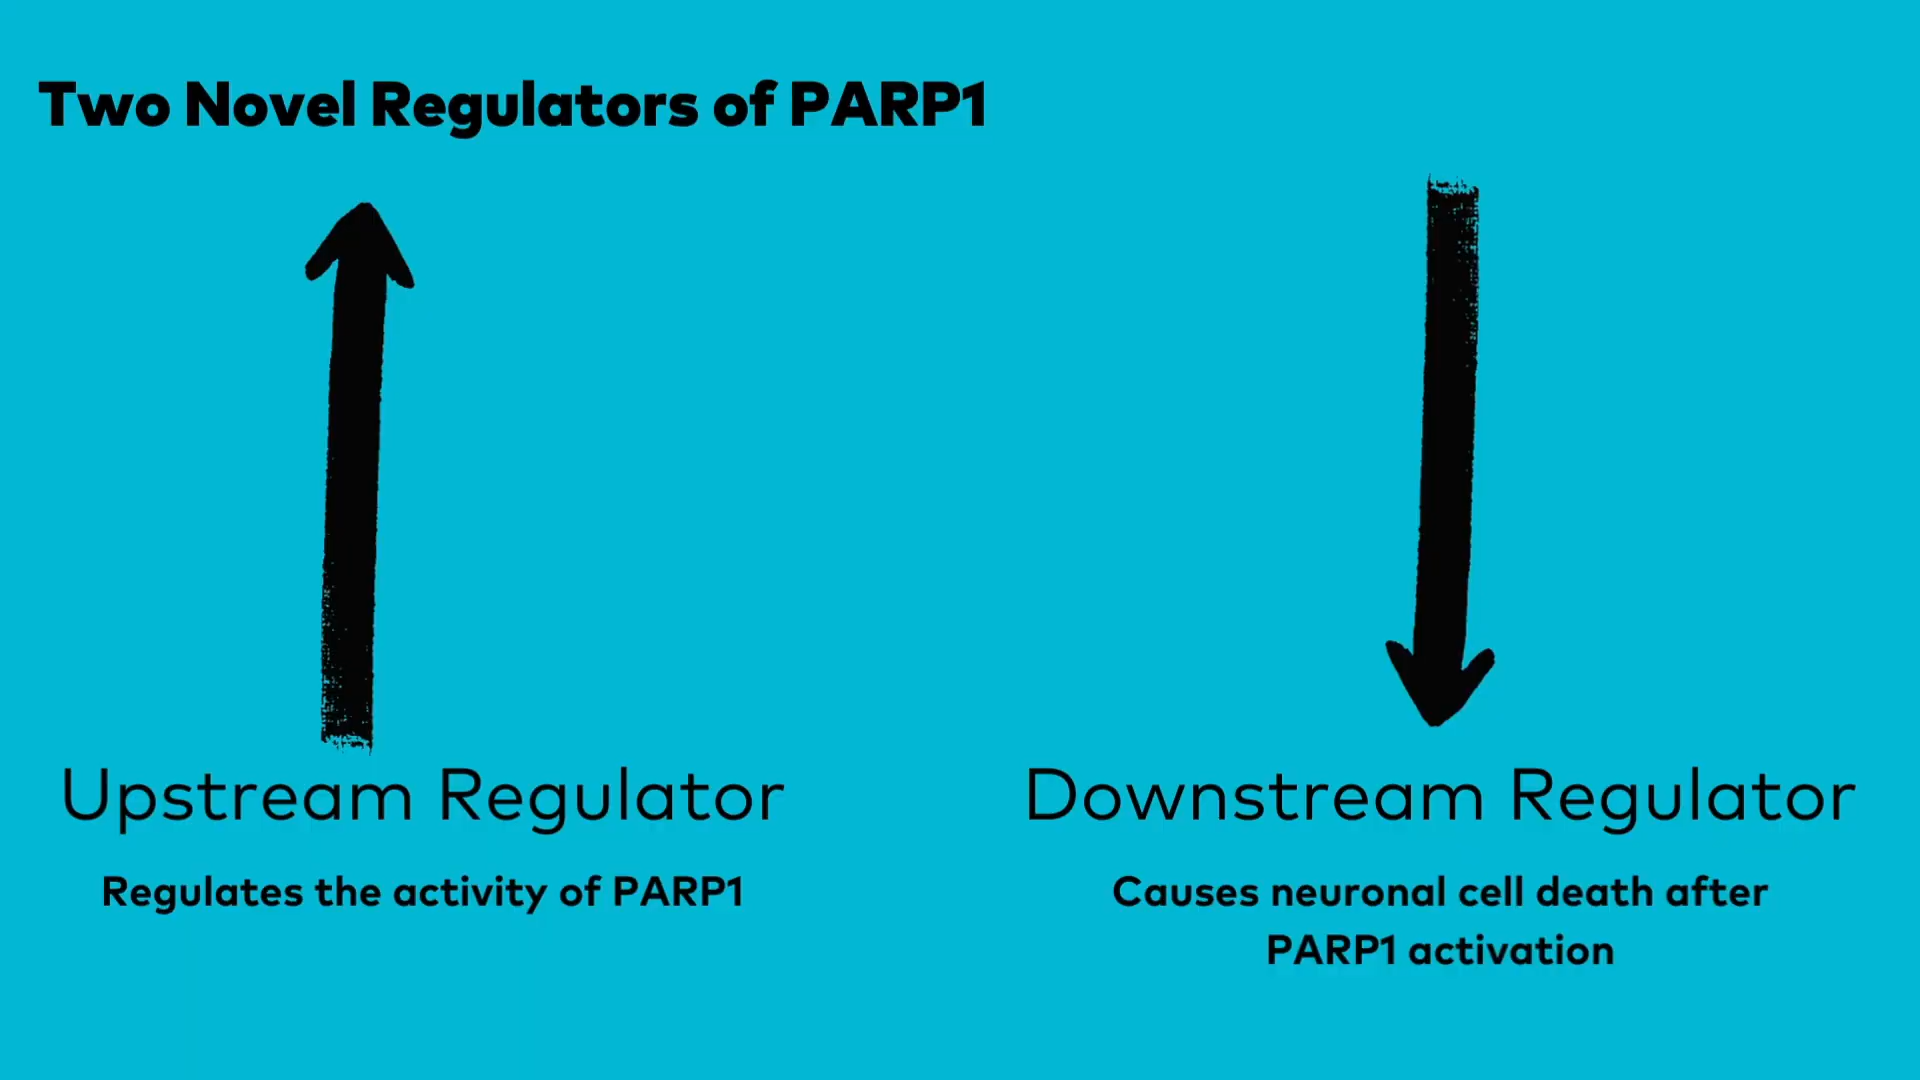 Two Novel Regulators of PARP1
Upstream Regulator
Regulates the activity of PARP1
Downstream Regulator
Causes neuronal cell death after
PARP1 activation